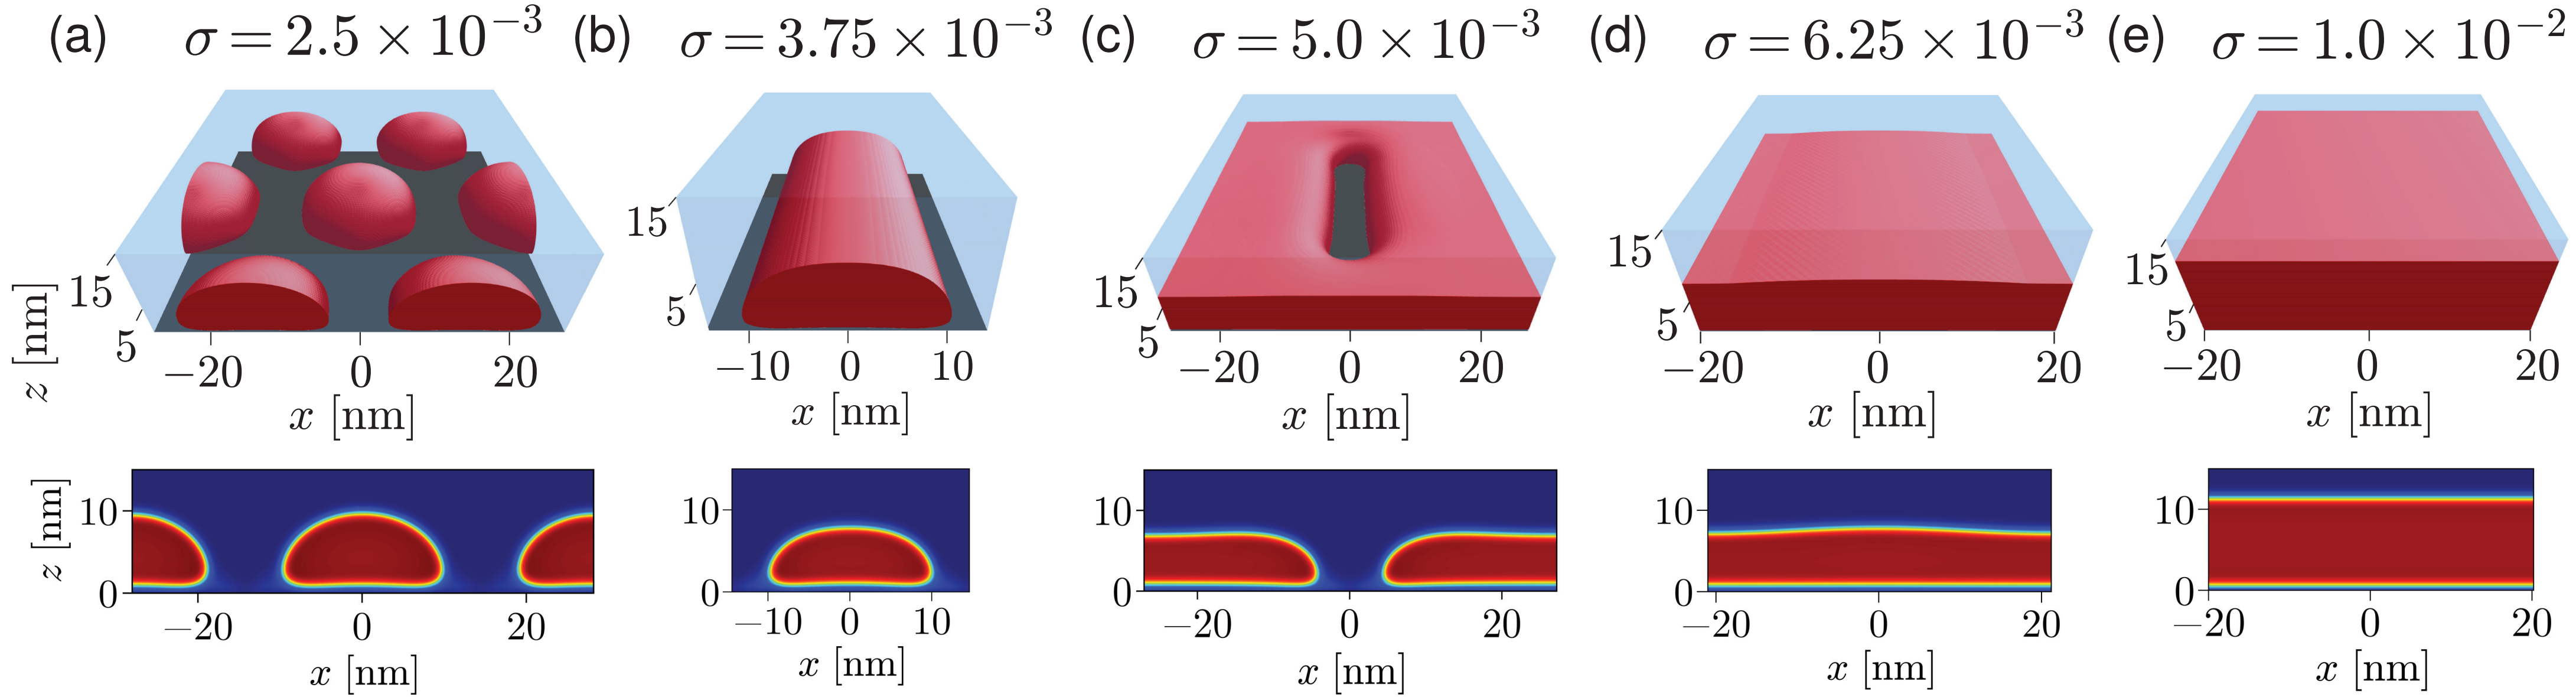 (a) σ = 2.5 × 10⁻³
(b) σ = 3.75 × 10⁻³
(c) σ = 5.0 × 10⁻³
(d) σ = 6.25 × 10⁻³
(e) σ = 1.0 × 10⁻²
z [nm]
15
5
−20 0 20
x [nm]
15
5
−10 0 10
x [nm]
15
5
−20 0 20
x [nm]
15
5
−20 0 20
x [nm]
15
5
−20 0 20
x [nm]
z [nm]
10
0
−20 0 20
x [nm]
10
0
−10 0 10
x [nm]
10
0
−20 0 20
x [nm]
10
0
−20 0 20
x [nm]
10
0
−20 0 20
x [nm]